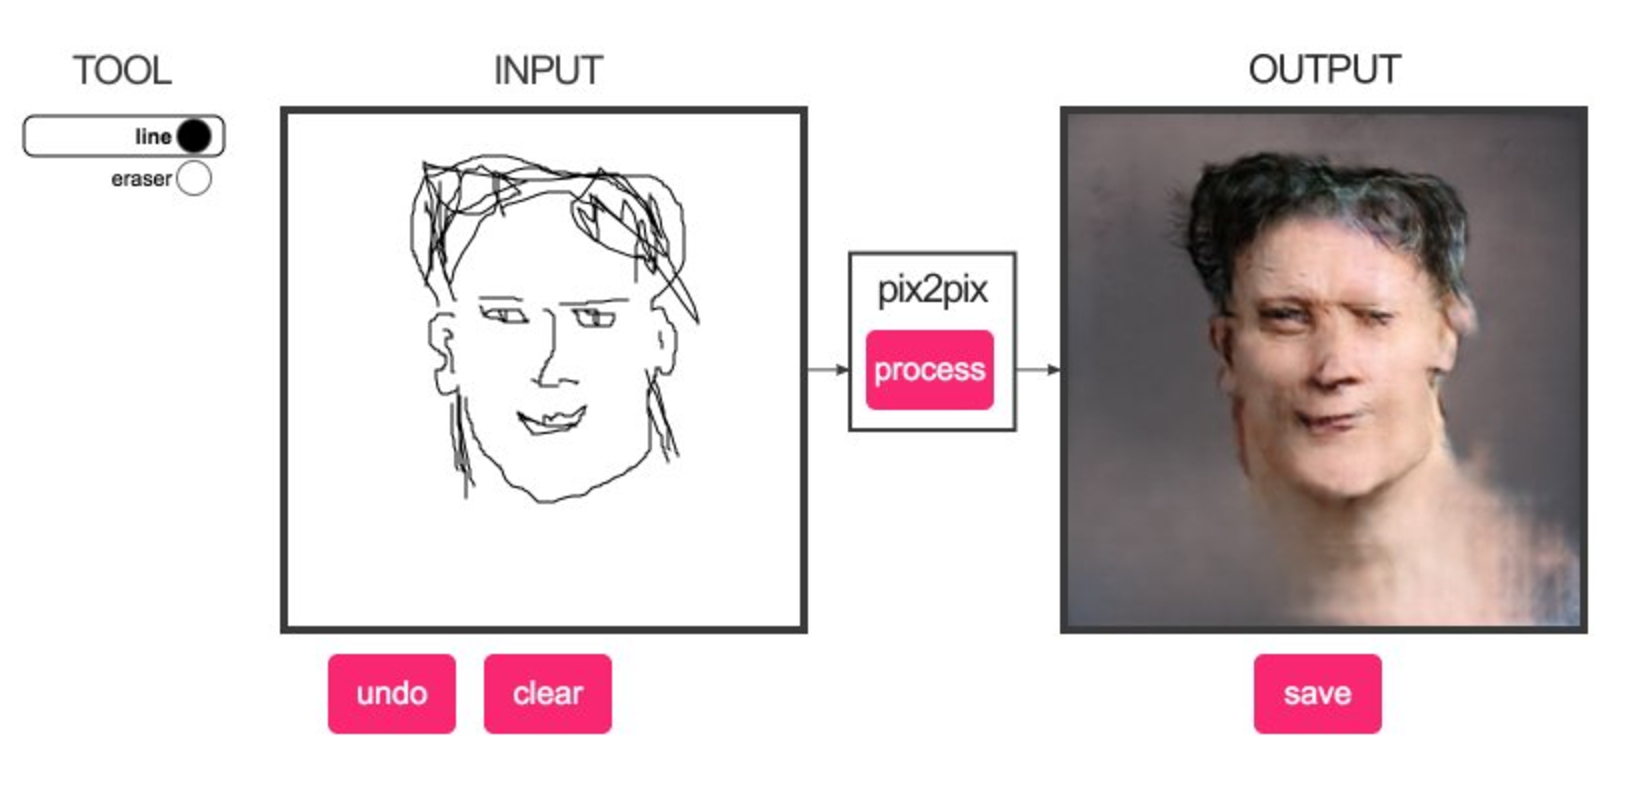 TOOL
line
eraser
INPUT
pix2pix
process
OUTPUT
undo
clear
save